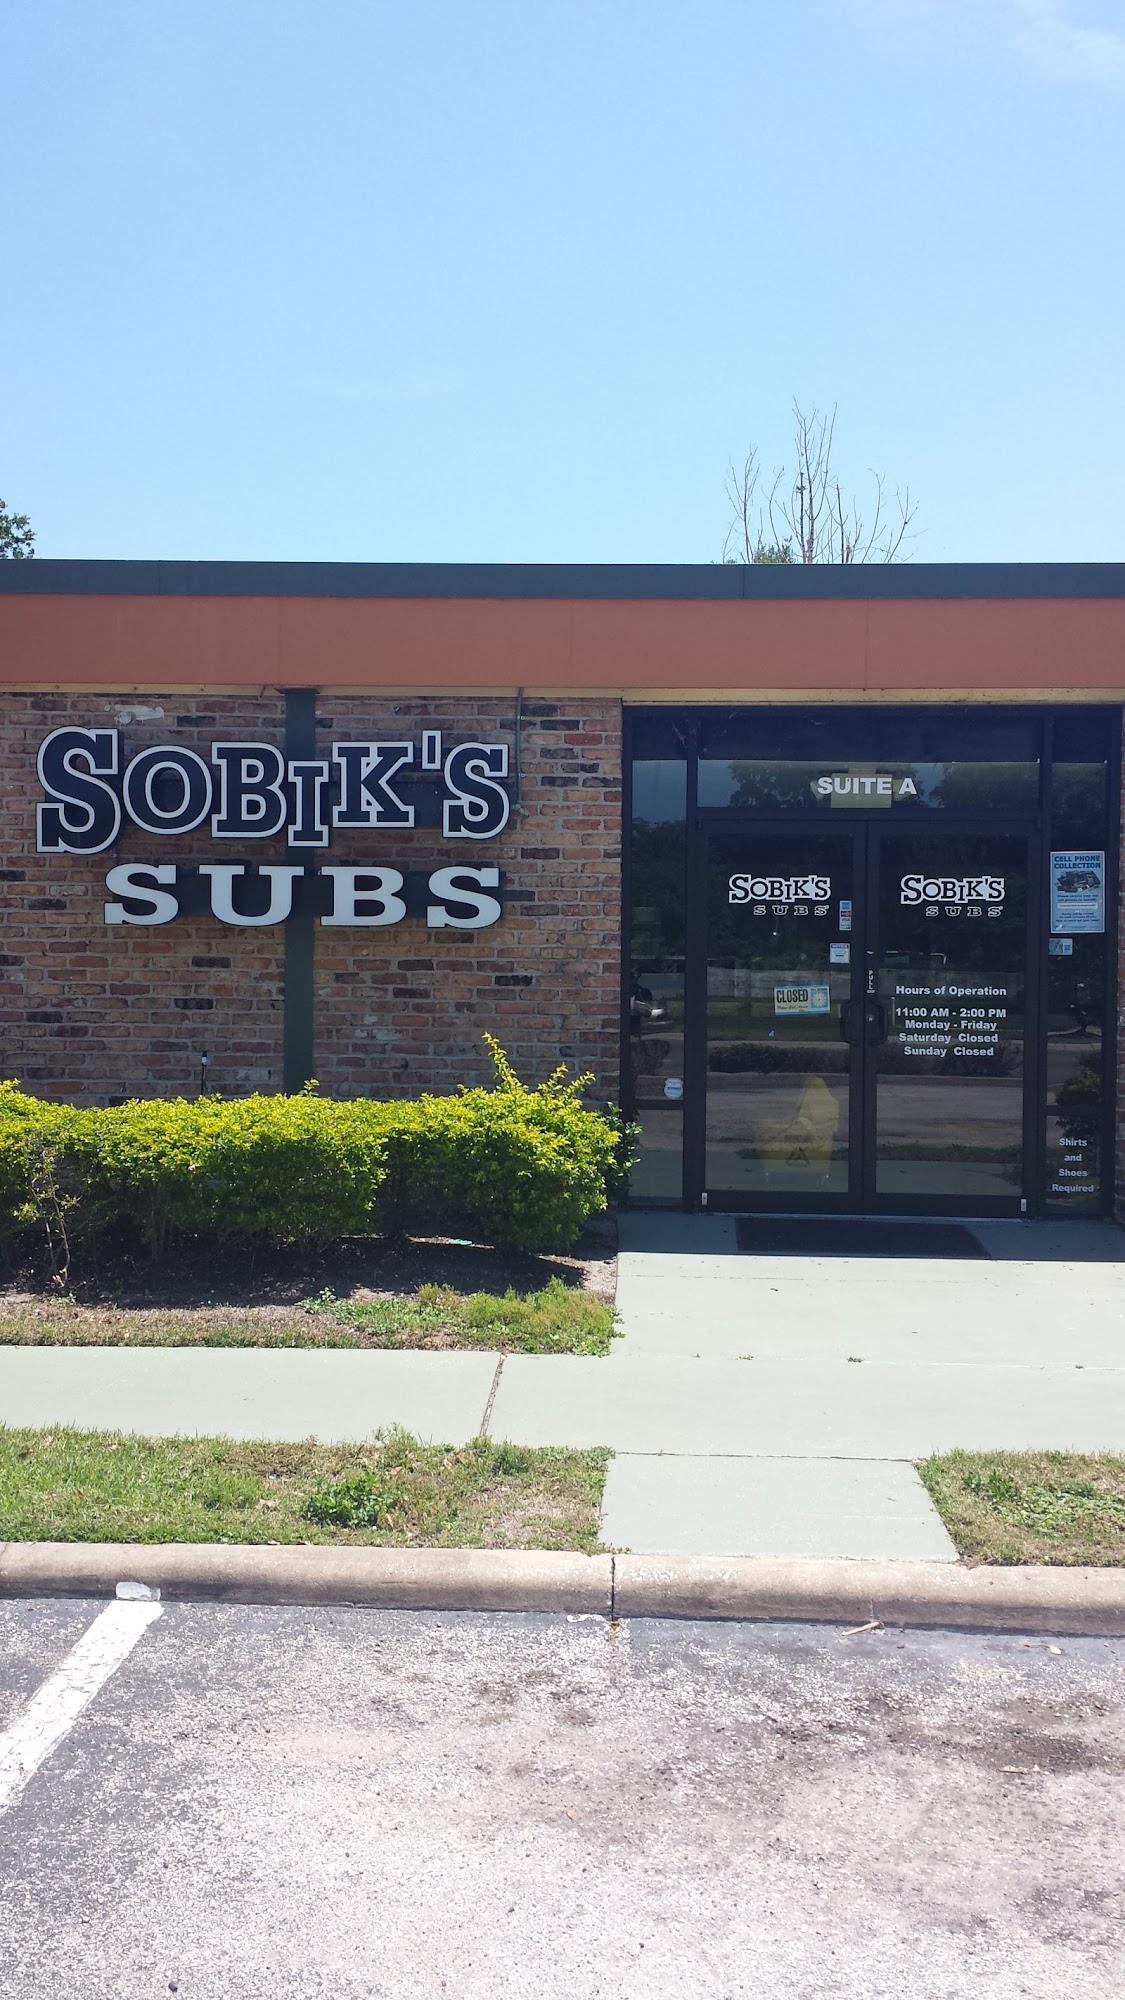 SOBIK'S
SUBS
SUITE A
SOBIK'S
SUBS
SOBIK'S
SUBS
CELL PHONE
COLLECTION
PULL
CLOSED
Hours of Operation
11:00 AM - 2:00 PM
Monday - Friday
Saturday Closed
Sunday Closed
Shirts
and
Shoes
Required